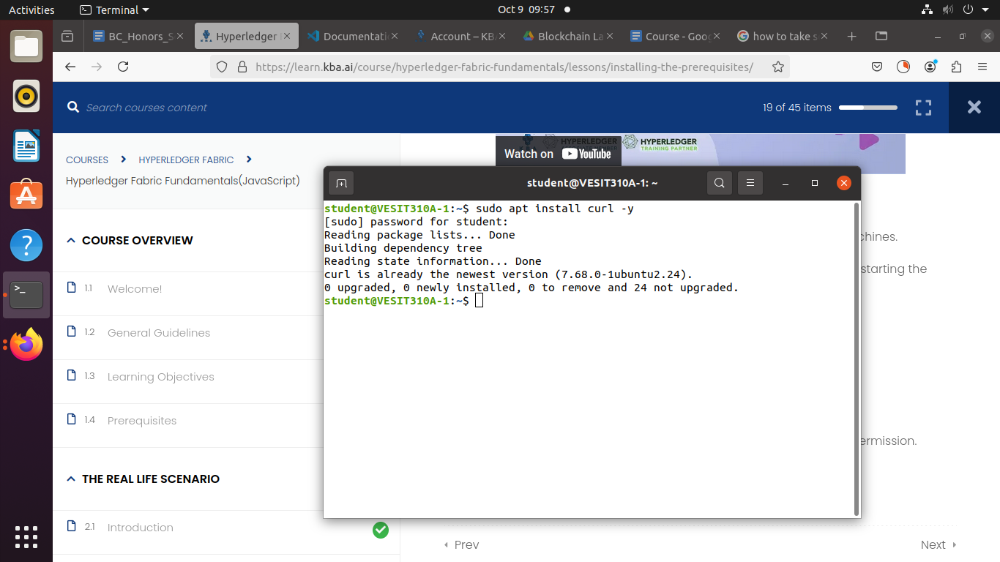 Activities
Terminal
Oct 9 09:57
BC_Honors_S
Hyperledger
Documentati
Account – KBA
Blockchain La
Course - Goog
how to take s
https://learn.kba.ai/course/hyperledger-fabric-fundamentals/lessons/installing-the-prerequisites/
Search courses content
19 of 45 items
COURSES
HYPERLEDGER FABRIC
Hyperledger Fabric Fundamentals(JavaScript)
COURSE OVERVIEW
1.1 Welcome!
1.2 General Guidelines
1.3 Learning Objectives
1.4 Prerequisites
THE REAL LIFE SCENARIO
2.1 Introduction
HYPERLEDGER
HYPERLEDGER
TRAINING PARTNER
Watch on YouTube
student@VESIT310A-1: ~
student@VESIT310A-1:~$ sudo apt install curl -y
[sudo] password for student:
Reading package lists... Done
Building dependency tree
Reading state information... Done
curl is already the newest version (7.68.0-1ubuntu2.24).
0 upgraded, 0 newly installed, 0 to remove and 24 not upgraded.
student@VESIT310A-1:~$
chines.
starting the
ermission.
Prev
Next